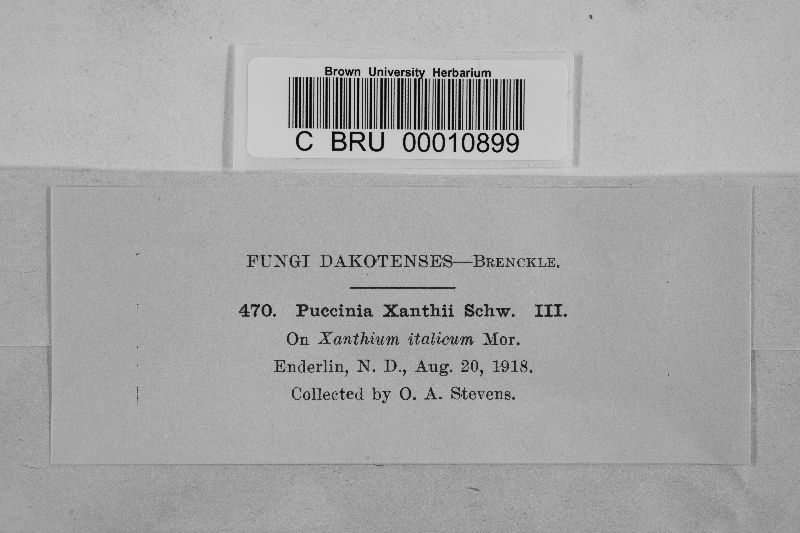 Brown University Herbarium
C BRU 00010899
FUNGI DAKOTENSES—BRENCKLE.
470. Puccinia Xanthii Schw. III.
On Xanthium italicum Mor.
Enderlin, N. D., Aug. 20, 1918.
Collected by O. A. Stevens.